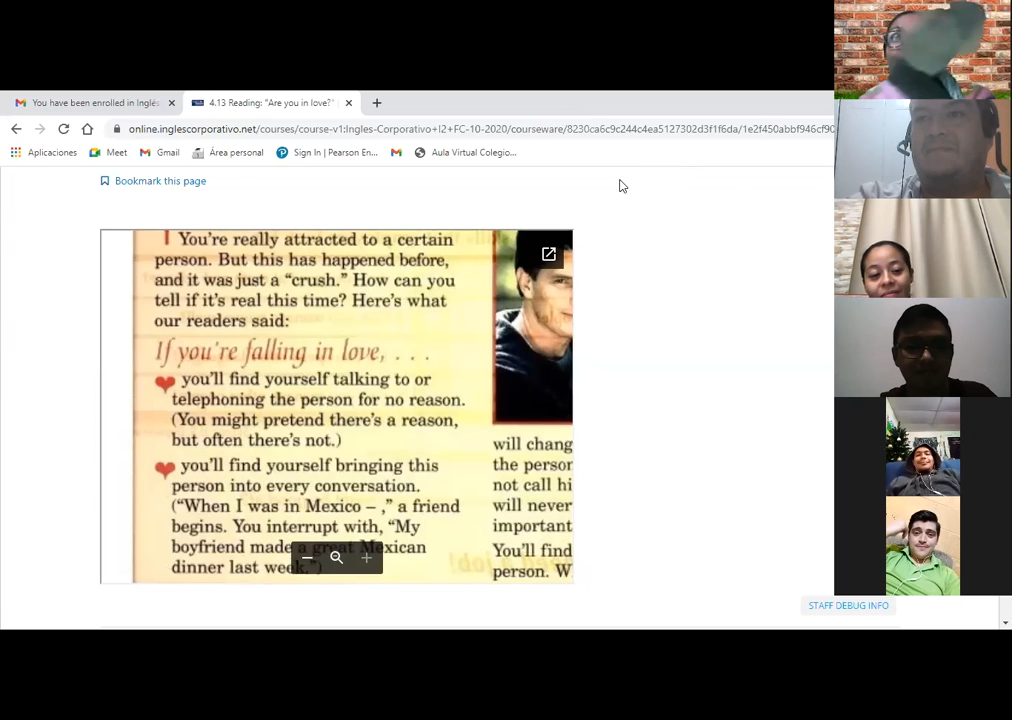 You have been enrolled in Inglés
4.13 Reading: "Are you in love?"
online.inglescorporativo.net/courses/course-v1:Ingles-Corporativo+I2+FC-10-2020/courseware/8230ca6c9c244c4ea5127302d3f1f6da/1e2f450abbf946cf90
Aplicaciones
Meet
Gmail
Área personal
Sign In | Pearson En...
Aula Virtual Colegio...
Bookmark this page
You're really attracted to a certain
person. But this has happened before,
and it was just a "crush." How can you
tell if it's real this time? Here's what
our readers said:
If you're falling in love, . . .
you'll find yourself talking to or
telephoning the person for no reason.
(You might pretend there's a reason,
but often there's not.)
you'll find yourself bringing this
person into every conversation.
("When I was in Mexico – ," a friend
begins. You interrupt with, "My
boyfriend made a great Mexican
dinner last week.")
will chang
the person
not call hi
will never
important
You'll find
person. W
STAFF DEBUG INFO